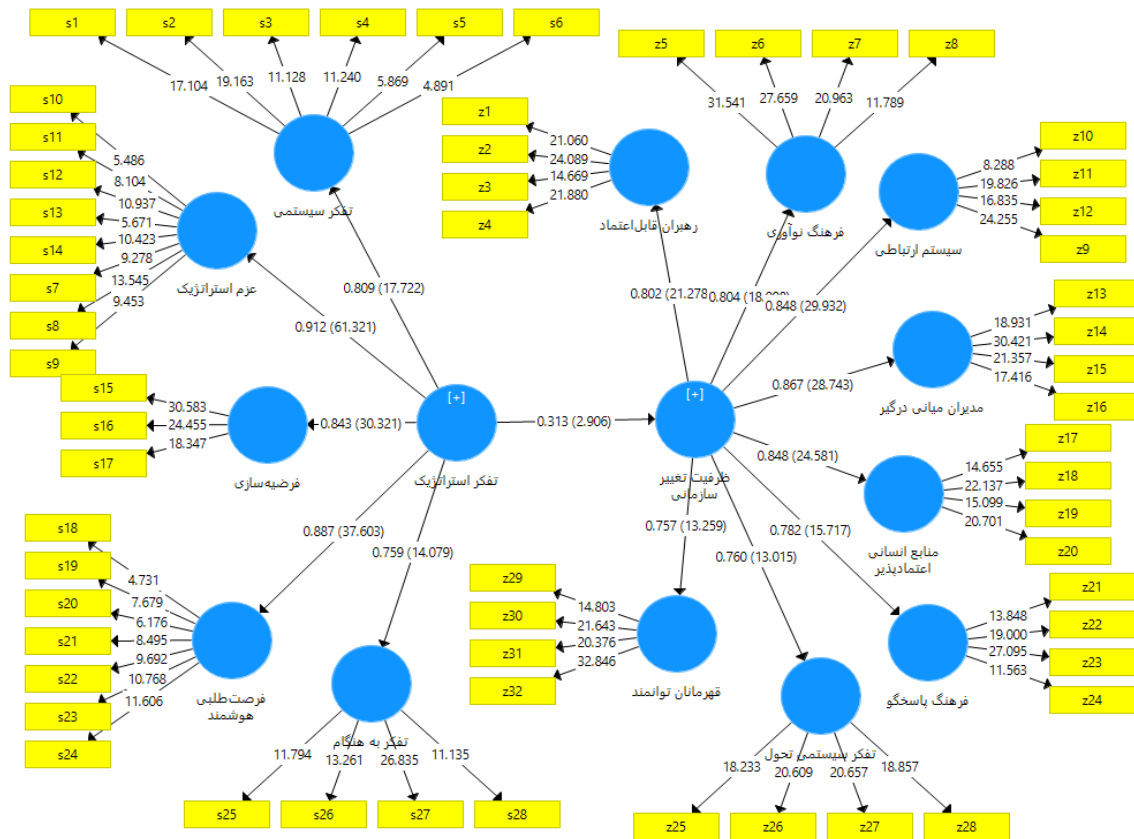 s1
s2
s3
s4
s5
s6
17.104
19.163
11.128
11.240
5.869
4.891
تفکر سیستمی
z5
z6
z7
z8
31.541
27.659
20.963
11.789
فرهنگ نوآوری
s10
s11
s12
s13
s14
s7
s8
s9
5.486
8.104
10.937
5.671
10.423
9.278
13.545
9.453
عزم استراتژیک
z1
z2
z3
z4
21.060
24.089
14.669
21.880
رهبران قابل‌اعتماد
z10
z11
z12
z9
8.288
19.826
16.835
24.255
سیستم ارتباطی
0.809 (17.722)
0.912 (61.321)
0.802 (21.278
0.804
0.848 (29.932)
z13
z14
z15
z16
18.931
30.421
21.357
17.416
مدیران میانی درگیر
0.867 (28.743)
s15
s16
s17
30.583
24.455
18.347
فرضیه‌سازی
0.843 (30.321)
[+]
تفکر استراتژیک
0.313 (2.906)
[+]
ظرفیت تغییر
سازمانی
0.848 (24.581)
z17
z18
z19
z20
14.655
22.137
15.099
20.701
منابع انسانی
اعتمادپذیر
0.887 (37.603)
0.759 (14.079)
0.757 (13.259)
0.760 (13.015)
0.782 (15.717)
s18
s19
s20
s21
s22
s23
s24
4.731
7.679
6.176
8.495
9.692
10.768
11.606
فرصت‌طلبی
هوشمند
z29
z30
z31
z32
14.803
21.643
20.376
32.846
قهرمانان توانمند
z21
z22
z23
z24
13.848
19.000
27.095
11.563
فرهنگ پاسخگو
تفکر به هنگام
11.794
13.261
26.835
11.135
s25
s26
s27
s28
تفکر سیستمی تحول
18.233
20.609
20.657
18.857
z25
z26
z27
z28